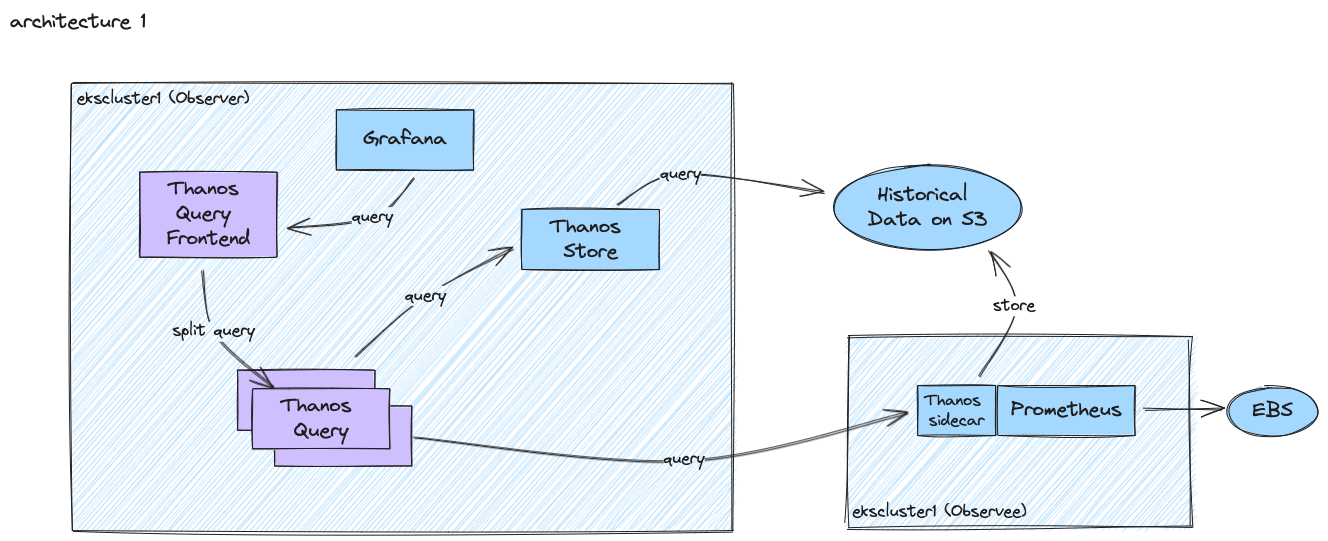 architecture 1
ekscluster1 (Observer)
Grafana
Thanos
Query
Frontend
query
Thanos
Store
query
Historical
Data on S3
query
split query
store
Thanos
Query
query
Thanos
sidecar
Prometheus
EBS
ekscluster1 (Observee)